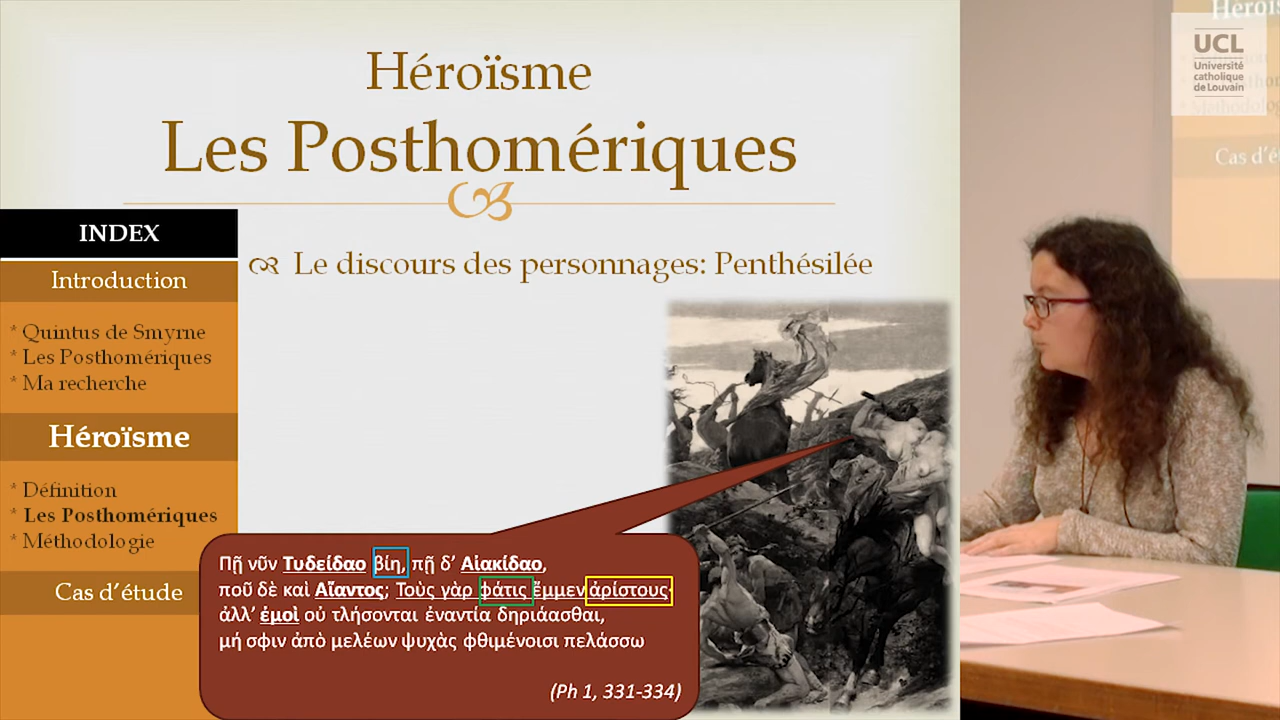 Héroïsme
Les Posthomériques
INDEX
Introduction
* Quintus de Smyrne
* Les Posthomériques
* Ma recherche
Héroïsme
* Définition
* Les Posthomériques
* Méthodologie
Cas d’étude
Le discours des personnages: Penthésilée
Πῇ νῦν Τυδείδαο βίη, πῇ δ’ Αἰακίδαο,
ποῦ δὲ καὶ Αἴαντος; Τοὺς γὰρ φάτις ἔμμεν ἀρίστους·
ἀλλ’ ἐμοὶ οὐ τλήσονται ἐναντία δηριάασθαι,
μή σφιν ἀπὸ μελέων ψυχὰς φθιμένοισι πελάσσω
(Ph 1, 331-334)
UCL
Université
catholique
de Louvain
Cas d’é